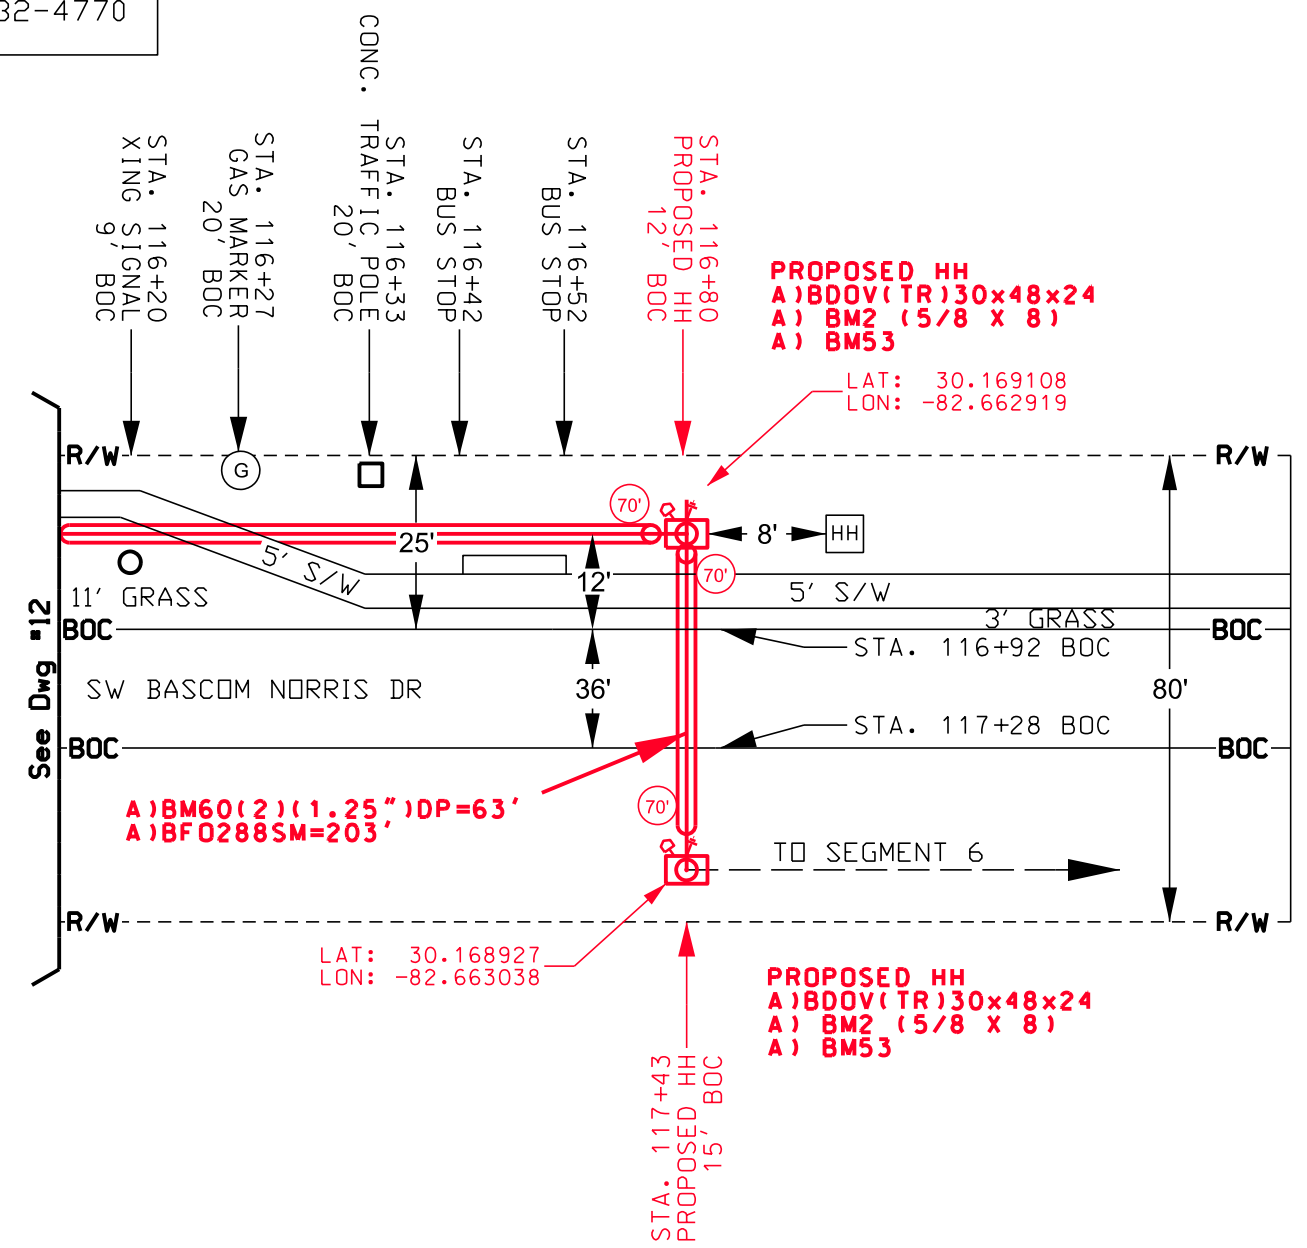 32-4770
STA. 116+20
XING SIGNAL
9' BOC
STA. 116+27
GAS MARKER
20' BOC
STA. 116+33
CONC. TRAFFIC POLE
20' BOC
STA. 116+42
BUS STOP
STA. 116+52
BUS STOP
STA. 116+80
PROPOSED HH
12' BOC
PROPOSED HH
A)BDOV(TR)30x48x24
A) BM2 (5/8 X 8)
A) BM53
LAT: 30.169108
LON: -82.662919
R/W
R/W
G
70'
25'
8'
HH
5' S/W
12'
70'
5' S/W
11' GRASS
3' GRASS
BOC
BOC
STA. 116+92 BOC
See Dwg #12
SW BASCOM NORRIS DR
36'
80'
STA. 117+28 BOC
BOC
BOC
A)BM60(2)(1.25")DP=63'
A)BFO288SM=203'
70'
TO SEGMENT 6
R/W
R/W
LAT: 30.168927
LON: -82.663038
PROPOSED HH
A)BDOV(TR)30x48x24
A) BM2 (5/8 X 8)
A) BM53
STA. 117+43
PROPOSED HH
15' BOC